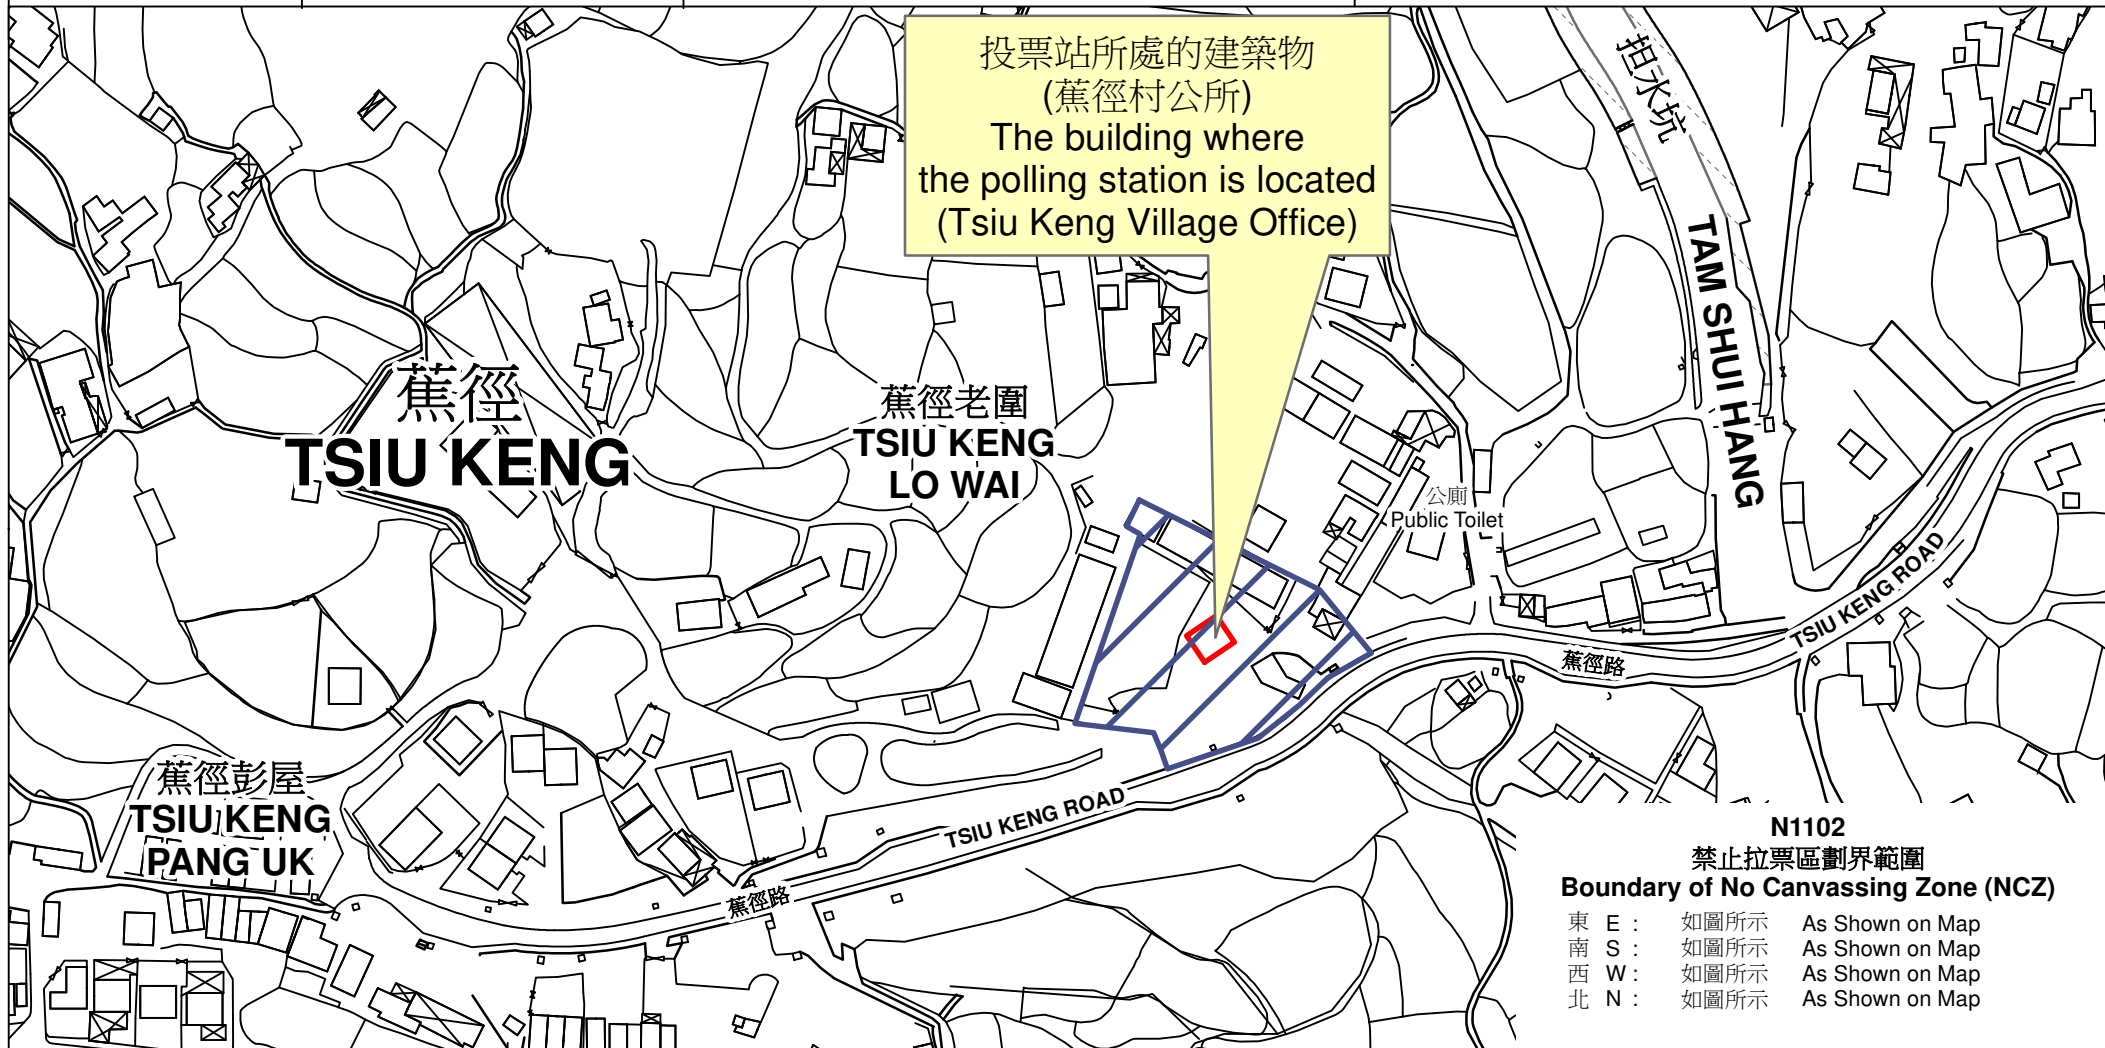 投票站所處的建築物
(蕉徑村公所)
The building where
the polling station is located
(Tsiu Keng Village Office)
担水坑
TAM SHUI HANG
蕉徑
TSIU KENG
蕉徑老圍
TSIU KENG
LO WAI
公廁
Public Toilet
TSIU KENG ROAD
蕉徑路
蕉徑彭屋
TSIU KENG
PANG UK
TSIU KENG ROAD
蕉徑路
N1102
禁止拉票區劃界範圍
Boundary of No Canvassing Zone (NCZ)
東 E : 如圖所示 As Shown on Map
南 S : 如圖所示 As Shown on Map
西 W : 如圖所示 As Shown on Map
北 N : 如圖所示 As Shown on Map